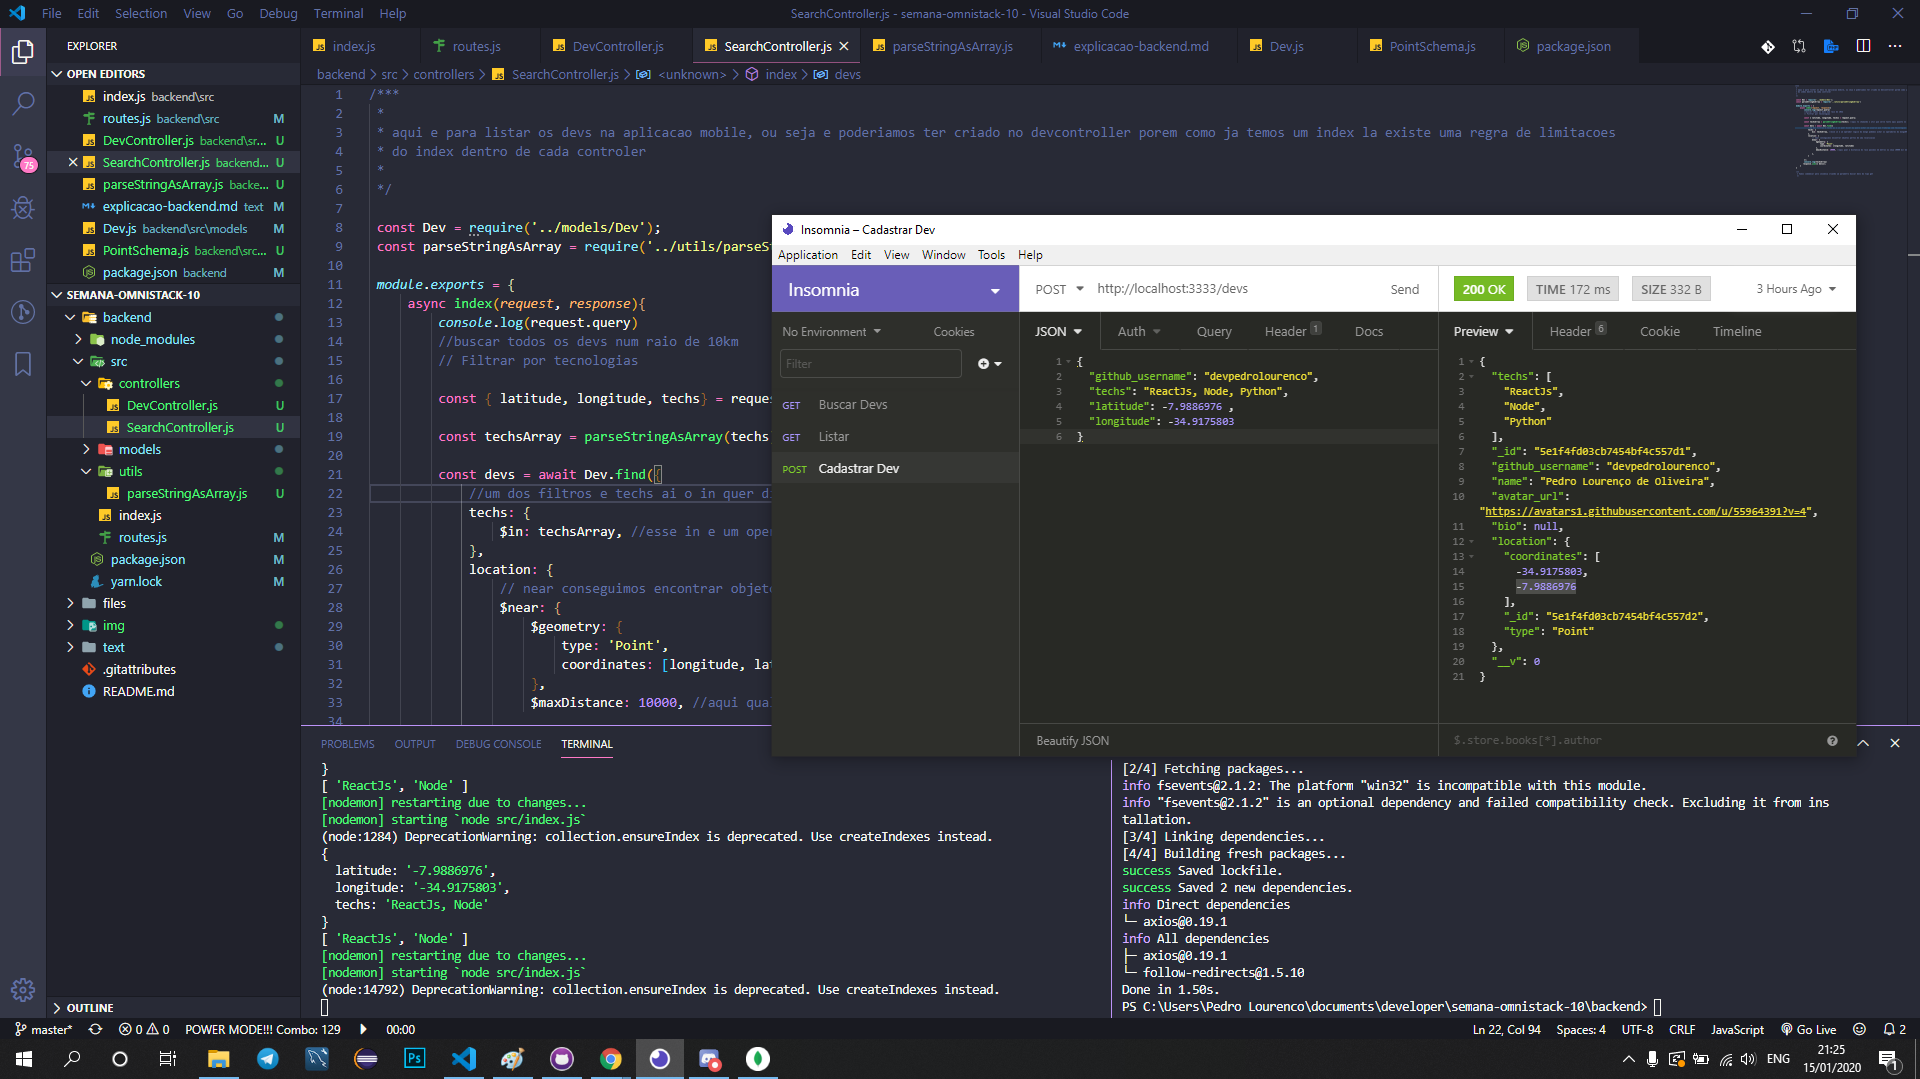 File Edit Selection View Go Debug Terminal Help
SearchController.js - semana-omnistack-10 - Visual Studio Code
EXPLORER
OPEN EDITORS
index.js backend\src
routes.js backend\src M
DevController.js backend\sr... U
SearchController.js backend... U
parseStringAsArray.js backe... U
explicacao-backend.md text M
Dev.js backend\src\models M
PointSchema.js backend\src... U
package.json backend M
SEMANA-OMNISTACK-10
backend
node_modules
src
controllers
DevController.js U
SearchController.js U
models
utils
parseStringAsArray.js U
index.js
routes.js M
package.json M
yarn.lock M
files
img
text
.gitattributes
README.md
OUTLINE
75
index.js routes.js DevController.js SearchController.js parseStringAsArray.js explicacao-backend.md Dev.js PointSchema.js package.json
backend > src > controllers > SearchController.js > <unknown> > index > devs
1 /***
2 *
3 * aqui e para listar os devs na aplicacao mobile, ou seja e poderiamos ter criado no devcontroller porem como ja temos um index la existe uma regra de limitacoes
4 * do index dentro de cada controler
5 *
6 */
7
8 const Dev = require('../models/Dev');
9 const parseStringAsArray = require('../utils/parseSt
10
11 module.exports = {
12 async index(request, response){
13 console.log(request.query)
14 //buscar todos os devs num raio de 10km
15 // Filtrar por tecnologias
16
17 const { latitude, longitude, techs} = reque
18
19 const techsArray = parseStringAsArray(techs
20
21 const devs = await Dev.find({
22 //um dos filtros e techs ai o in quer di
23 techs: {
24 $in: techsArray, //esse in e um oper
25 },
26 location: {
27 // near conseguimos encontrar objeto
28 $near: {
29 $geometry: {
30 type: 'Point',
31 coordinates: [longitude, lat
32 },
33 $maxDistance: 10000, //aqui qual
34
Insomnia – Cadastrar Dev
Application Edit View Window Tools Help
Insomnia
No Environment Cookies
Filter
GET Buscar Devs
GET Listar
POST Cadastrar Dev
POST http://localhost:3333/devs Send
JSON Auth Query Header 1 Docs
1 {
2 "github_username": "devpedrolourenco",
3 "techs": "ReactJs, Node, Python",
4 "latitude": -7.9886976 ,
5 "longitude": -34.9175803
6 }
Beautify JSON
200 OK TIME 172 ms SIZE 332 B 3 Hours Ago
Preview Header 6 Cookie Timeline
1 {
2 "techs": [
3 "ReactJs",
4 "Node",
5 "Python"
6 ],
7 "_id": "5e1f4fd03cb7454bf4c557d1",
8 "github_username": "devpedrolourenco",
9 "name": "Pedro Lourenço de Oliveira",
10 "avatar_url":
"https://avatars1.githubusercontent.com/u/55964391?v=4",
11 "bio": null,
12 "location": {
13 "coordinates": [
14 -34.9175803,
15 -7.9886976
16 ],
17 "_id": "5e1f4fd03cb7454bf4c557d2",
18 "type": "Point"
19 },
20 "__v": 0
21 }
$.store.books[*].author
PROBLEMS OUTPUT DEBUG CONSOLE TERMINAL
}
[ 'ReactJs', 'Node' ]
[nodemon] restarting due to changes...
[nodemon] starting `node src/index.js`
(node:1284) DeprecationWarning: collection.ensureIndex is deprecated. Use createIndexes instead.
{
latitude: '-7.9886976',
longitude: '-34.9175803',
techs: 'ReactJs, Node'
}
[ 'ReactJs', 'Node' ]
[nodemon] restarting due to changes...
[nodemon] starting `node src/index.js`
(node:14792) DeprecationWarning: collection.ensureIndex is deprecated. Use createIndexes instead.
[2/4] Fetching packages...
info fsevents@2.1.2: The platform "win32" is incompatible with this module.
info "fsevents@2.1.2" is an optional dependency and failed compatibility check. Excluding it from ins
tallation.
[3/4] Linking dependencies...
[4/4] Building fresh packages...
success Saved lockfile.
success Saved 2 new dependencies.
info Direct dependencies
└─ axios@0.19.1
info All dependencies
├─ axios@0.19.1
└─ follow-redirects@1.5.10
Done in 1.50s.
PS C:\Users\Pedro Lourenco\documents\developer\semana-omnistack-10\backend>
master* 0 0 POWER MODE!!! Combo: 129 00:00
Ln 22, Col 94 Spaces: 4 UTF-8 CRLF JavaScript Go Live 2
Ps
ENG
21:25
15/01/2020
1